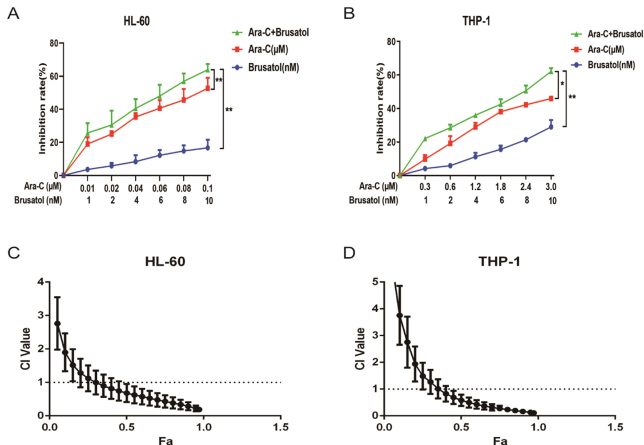 A
HL-60
Ara-C+Brusatol
Ara-C(μM)
Brusatol(nM)
Inhibition rate(%)
80
60
40
20
0
**
**
Ara-C (μM) 0.01 0.02 0.04 0.06 0.08 0.1
Brusatol (nM) 1 2 4 6 8 10
B
THP-1
Ara-C+Brusatol
Ara-C(μM)
Brusatol(nM)
Inhibition rate(%)
80
60
40
20
0
*
**
Ara-C (μM) 0.3 0.6 1.2 1.8 2.4 3.0
Brusatol (nM) 1 2 4 6 8 10
C
HL-60
CI Value
4
3
2
1
0
0.0 0.5 1.0 1.5
Fa
D
THP-1
CI Value
5
4
3
2
1
0
0.0 0.5 1.0 1.5
Fa